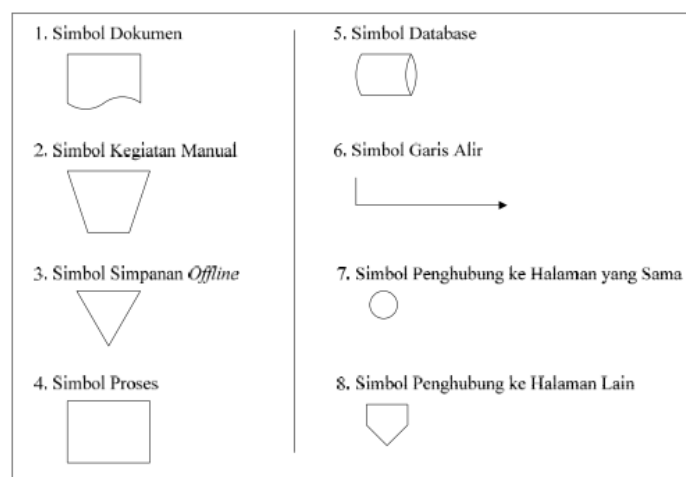 1. Simbol Dokumen
2. Simbol Kegiatan Manual
3. Simbol Simpanan Offline
4. Simbol Proses
5. Simbol Database
6. Simbol Garis Alir
7. Simbol Penghubung ke Halaman yang Sama
8. Simbol Penghubung ke Halaman Lain